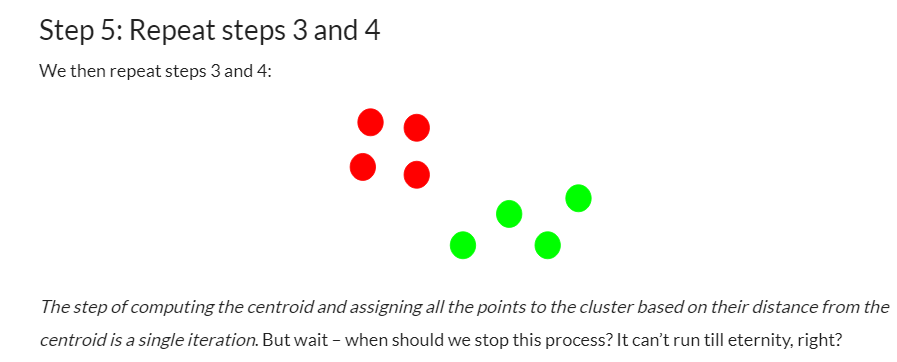 Step 5: Repeat steps 3 and 4
We then repeat steps 3 and 4:
The step of computing the centroid and assigning all the points to the cluster based on their distance from the
centroid is a single iteration. But wait – when should we stop this process? It can’t run till eternity, right?